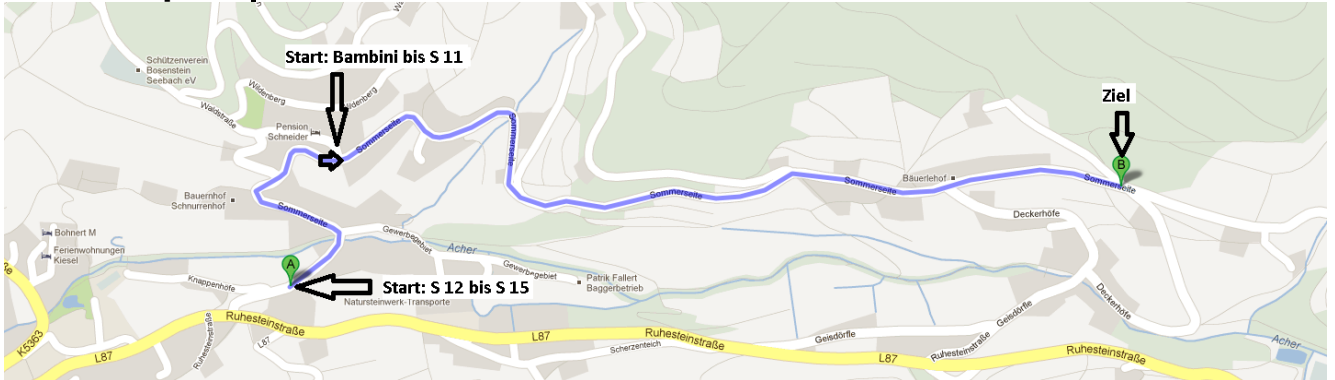 Start: Bambini bis S 11
Ziel
Schützenverein
Bosenstein
Seebach eV
Wildenberg
Wildenberg
Waldstraße
Pension
Schneider
Sommerseite
Sommerseite
B
Bäuerlehof
Sommerseite
Sommerseite
Sommerseite
Bauernhof
Schnurrenhof
Sommerseite
Deckerhöfe
Bohnert M
Ferienwohnungen
Kiesel
Gewerbegebiet
Acher
Gewerbegebiet
A
Knappenhöfe
Patrik Fallert
Baggerbetrieb
Start: S 12 bis S 15
Natursteinwerk-Transporte
Deckerhöfe
Geisdörfle
Ruhesteinstraße
Ruhesteinstraße
Ruhesteinstraße
K5363
L87
L87
Scherzenteich
Geisdörfle
L87
Ruhesteinstraße
Ruhesteinstraße
Acher